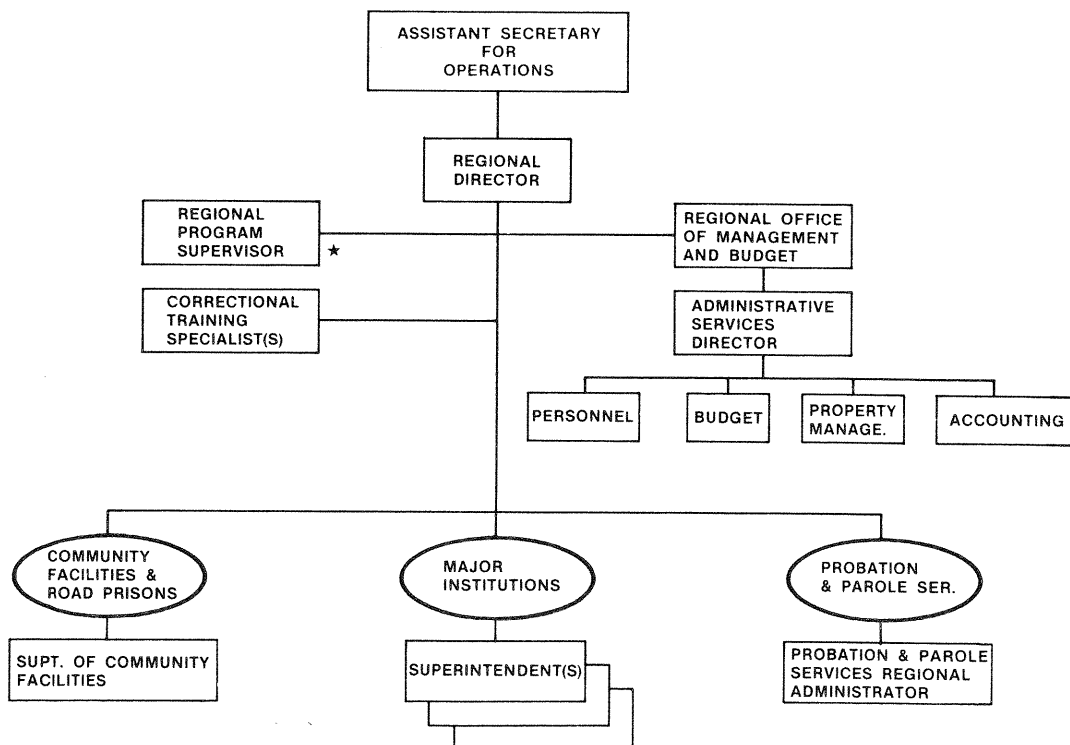 ASSISTANT SECRETARY
FOR
OPERATIONS
REGIONAL
DIRECTOR
REGIONAL
PROGRAM
SUPERVISOR ★
REGIONAL OFFICE
OF MANAGEMENT
AND BUDGET
CORRECTIONAL
TRAINING
SPECIALIST(S)
ADMINISTRATIVE
SERVICES
DIRECTOR
PERSONNEL
BUDGET
PROPERTY
MANAGE.
ACCOUNTING
COMMUNITY
FACILITIES &
ROAD PRISONS
MAJOR
INSTITUTIONS
PROBATION
& PAROLE SER.
SUPT. OF COMMUNITY
FACILITIES
SUPERINTENDENT(S)
PROBATION & PAROLE
SERVICES REGIONAL
ADMINISTRATOR